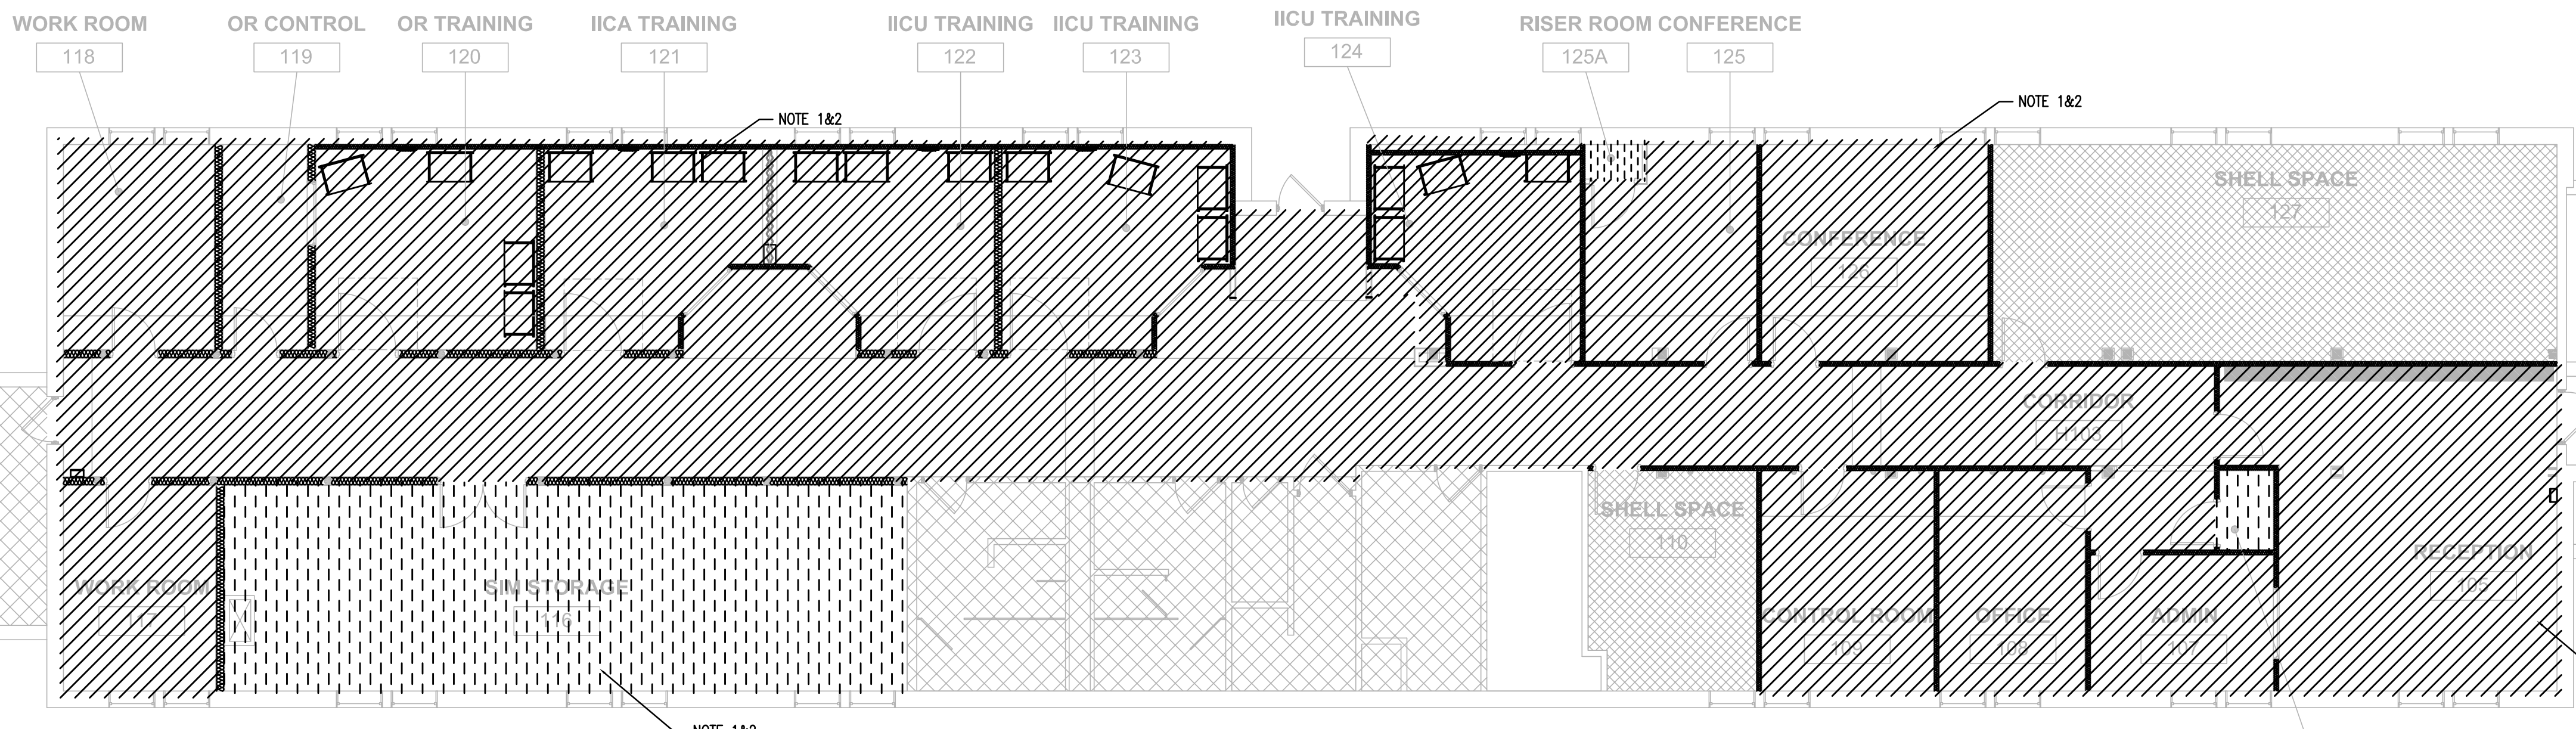 WORK ROOM
118
OR CONTROL
119
OR TRAINING
120
IICA TRAINING
121
IICU TRAINING
122
IICU TRAINING
123
IICU TRAINING
124
RISER ROOM
125A
CONFERENCE
125
NOTE 1&2
NOTE 1&2
SHELL SPACE
127
CONFERENCE
126
CORRIDOR
H103
SHELL SPACE
110
RECEPTION
105
WORK ROOM
117
SIM STORAGE
116
CONTROL ROOM
109
OFFICE
108
ADMIN
107
NOTE 1&2